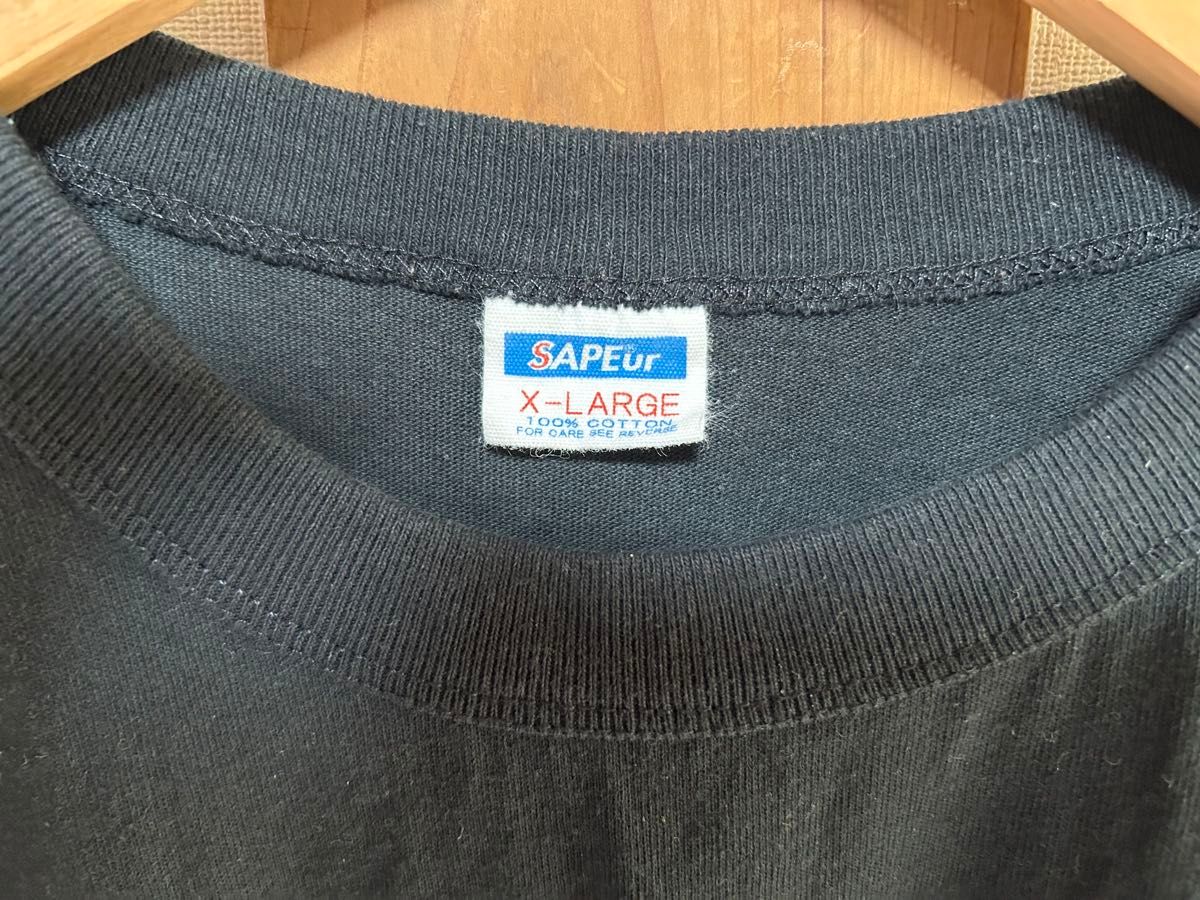 SAPEur
X-LARGE
100% COTTON
FOR CARE SEE REVERSE